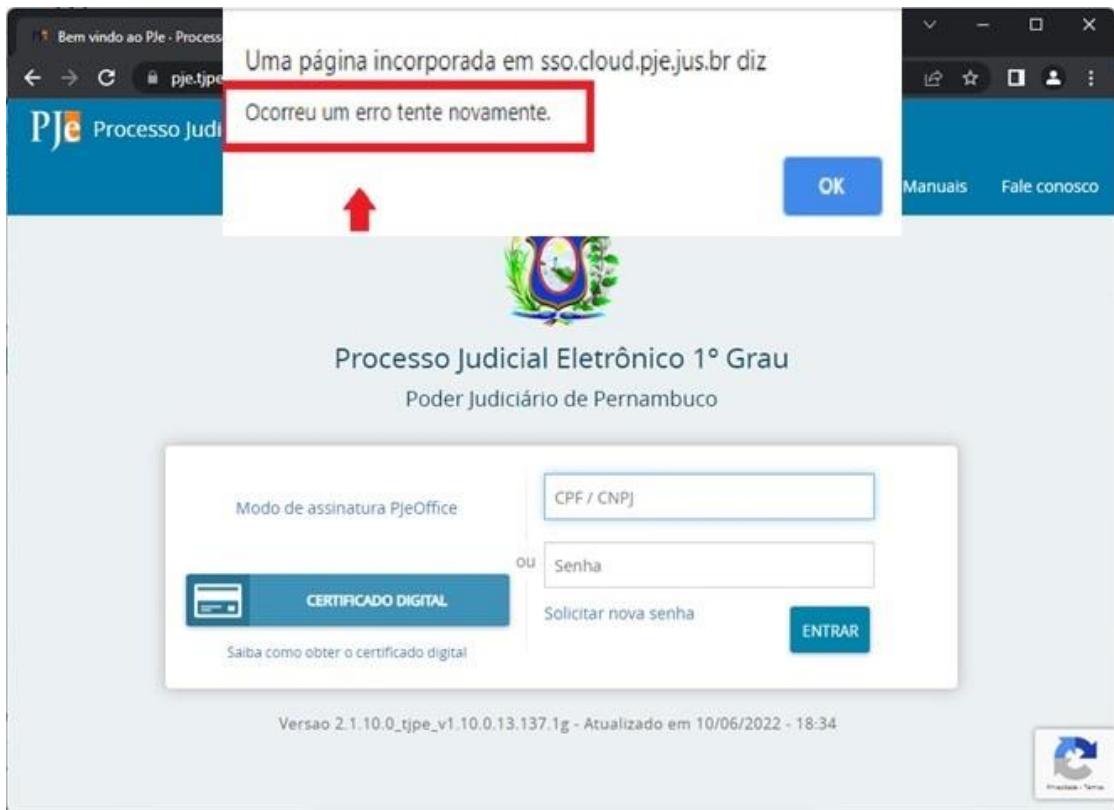 Bem vindo ao PJe - Process
Uma página incorporada em sso.cloud.pje.jus.br diz
pje.tjpe
Ocorreu um erro tente novamente.
PJe Processo Judi
OK
Manuais Fale conosco
Processo Judicial Eletrônico 1º Grau
Poder Judiciário de Pernambuco
Modo de assinatura PJeOffice
CPF / CNPJ
ou
Senha
CERTIFICADO DIGITAL
Solicitar nova senha
ENTRAR
Saiba como obter o certificado digital
Versao 2.1.10.0_tjpe_v1.10.0.13.137.1g - Atualizado em 10/06/2022 - 18:34
Privacidade - Termos